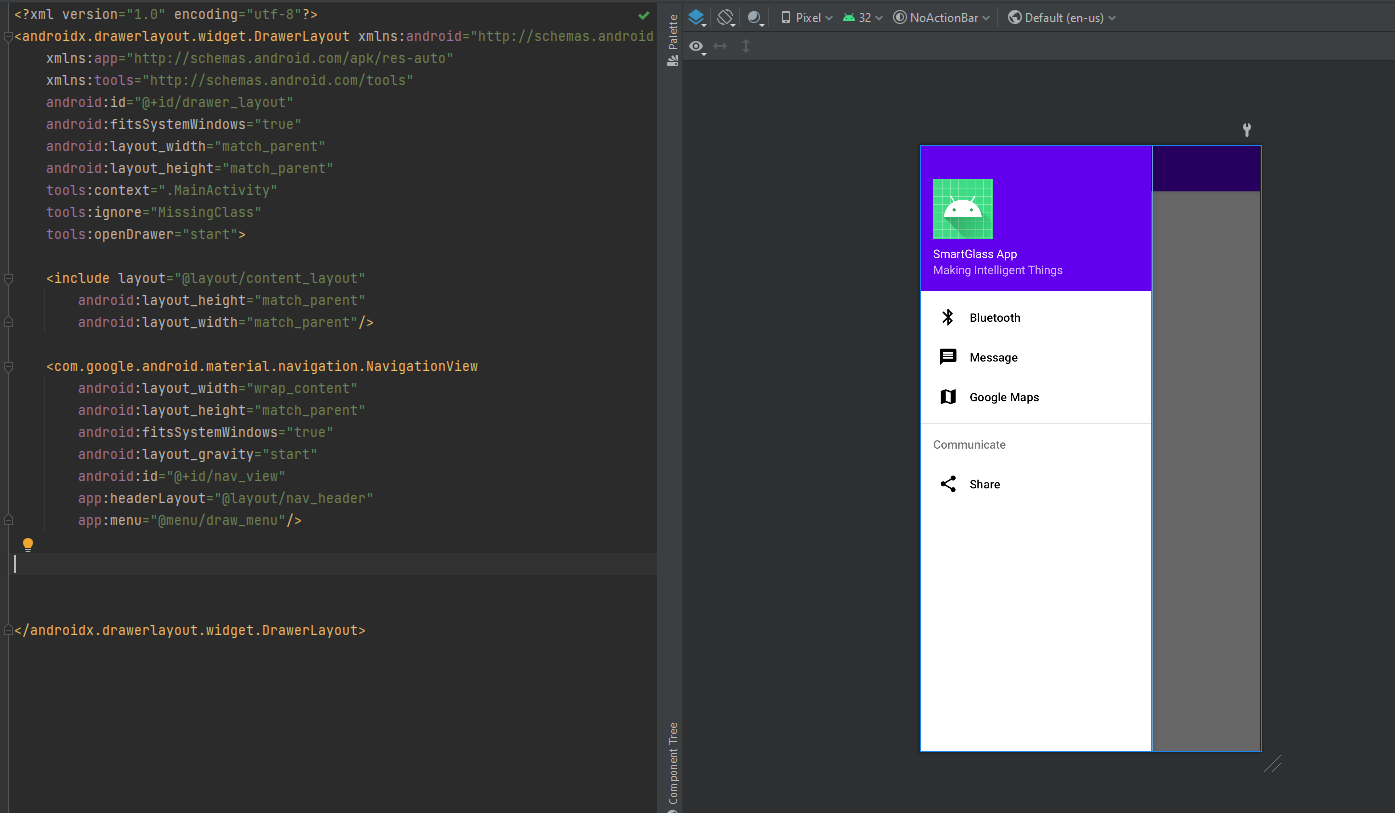 <?xml version="1.0" encoding="utf-8"?>
<androidx.drawerlayout.widget.DrawerLayout xmlns:android="http://schemas.android
xmlns:app="http://schemas.android.com/apk/res-auto"
xmlns:tools="http://schemas.android.com/tools"
android:id="@+id/drawer_layout"
android:fitsSystemWindows="true"
android:layout_width="match_parent"
android:layout_height="match_parent"
tools:context=".MainActivity"
tools:ignore="MissingClass"
tools:openDrawer="start">
<include layout="@layout/content_layout"
android:layout_height="match_parent"
android:layout_width="match_parent"/>
<com.google.android.material.navigation.NavigationView
android:layout_width="wrap_content"
android:layout_height="match_parent"
android:fitsSystemWindows="true"
android:layout_gravity="start"
android:id="@+id/nav_view"
app:headerLayout="@layout/nav_header"
app:menu="@menu/draw_menu"/>
</androidx.drawerlayout.widget.DrawerLayout>
Palette
Component Tree
Pixel 32 NoActionBar Default (en-us)
SmartGlass App
Making Intelligent Things
Bluetooth
Message
Google Maps
Communicate
Share